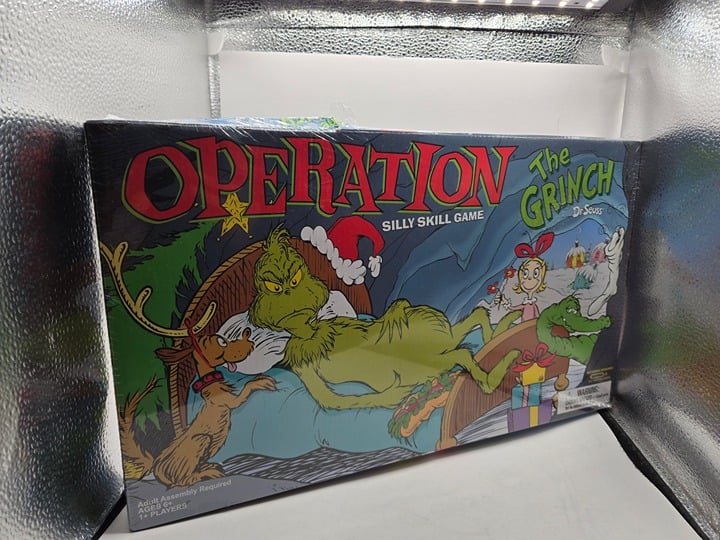 OPERATION
SILLY SKILL GAME
The
GRINCH
Dr. Seuss
WARNING:
Adult Assembly Required
AGES 6+
1+ PLAYERS